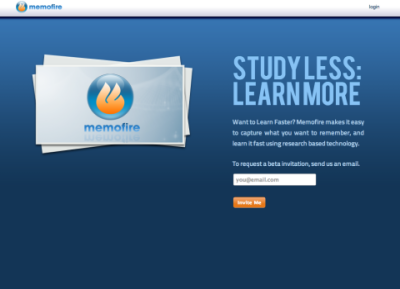 memofire
login
memofire
STUDY LESS:
LEARN MORE
Want to Learn Faster? Memofire makes it easy
to capture what you want to remember, and
learn it fast using research based technology.
To request a beta invitation, send us an email.
you@email.com
Invite Me